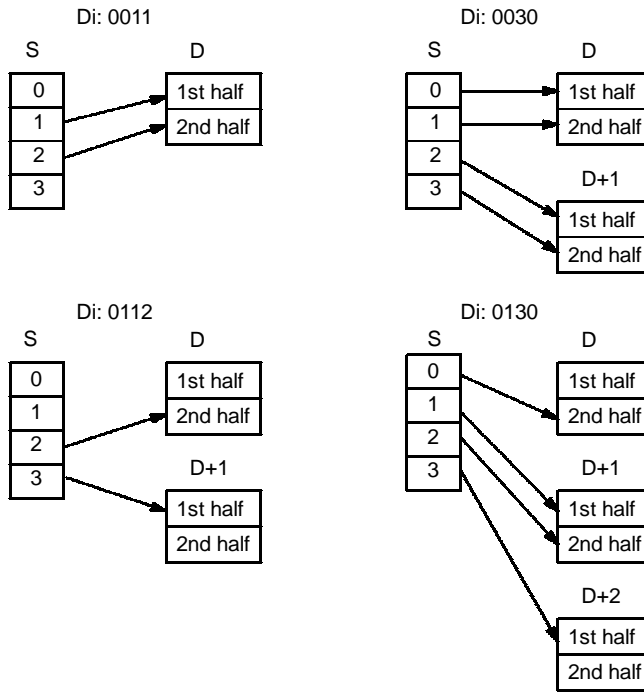 Di: 0011
S
D
0
1
2
3
1st half
2nd half
Di: 0030
S
D
0
1
2
3
1st half
2nd half
D+1
1st half
2nd half
Di: 0112
S
D
0
1
2
3
1st half
2nd half
D+1
1st half
2nd half
Di: 0130
S
D
0
1
2
3
1st half
2nd half
D+1
1st half
2nd half
D+2
1st half
2nd half